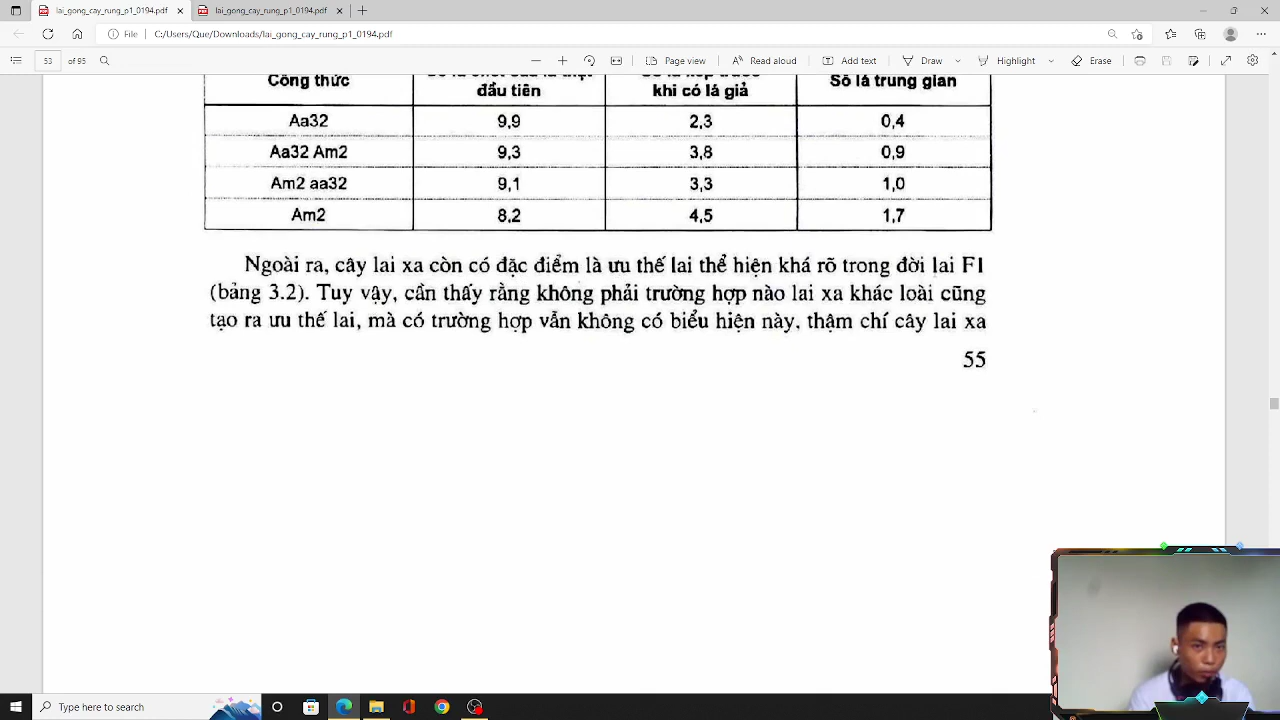 lai_gong_cay_rung_p1_0194.pdf
lai_gong_cay_rung_p1_0194.pdf
File
C:/Users/Que/Downloads/lai_gong_cay_rung_p1_0194.pdf
53 of 95
Page view
Read aloud
Add text
Draw
Highlight
Erase
Công thức
đầu tiên
khi có lá giả
Số lá trung gian
Aa32 9,9 2,3 0,4
Aa32 Am2 9,3 3,8 0,9
Am2 aa32 9,1 3,3 1,0
Am2 8,2 4,5 1,7
Ngoài ra, cây lai xa còn có đặc điểm là ưu thế lai thể hiện khá rõ trong đời lai F1
(bảng 3.2). Tuy vậy, cần thấy rằng không phải trường hợp nào lai xa khác loài cũng
tạo ra ưu thế lai, mà có trường hợp vẫn không có biểu hiện này, thậm chí cây lai xa
55
Type here to search